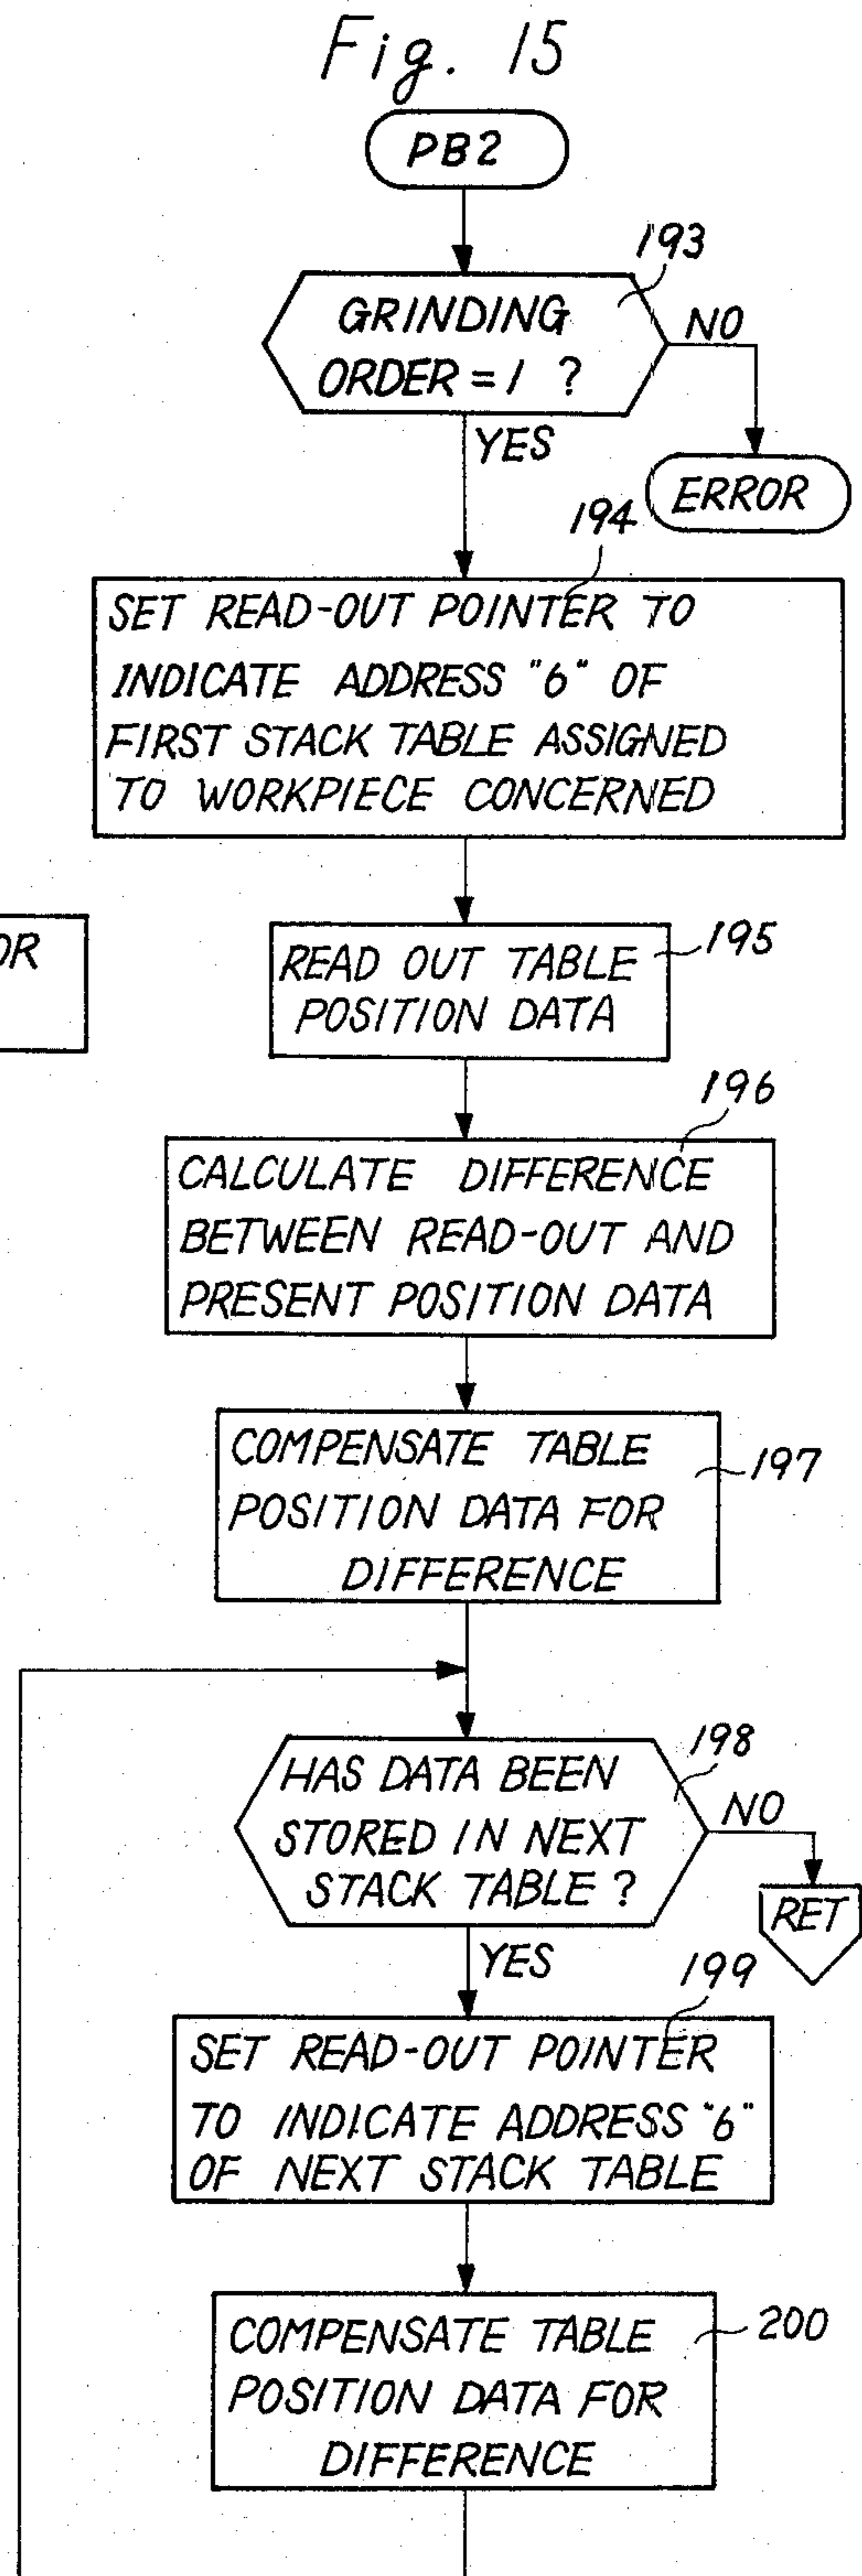 Fig. 15
PB2
193
GRINDING
ORDER = 1 ?
NO
YES
ERROR
194
SET READ-OUT POINTER TO
INDICATE ADDRESS "6" OF
FIRST STACK TABLE ASSIGNED
TO WORKPIECE CONCERNED
OR
READ OUT TABLE
POSITION DATA
195
196
CALCULATE DIFFERENCE
BETWEEN READ-OUT AND
PRESENT POSITION DATA
COMPENSATE TABLE
POSITION DATA FOR
DIFFERENCE
197
198
HAS DATA BEEN
STORED IN NEXT
STACK TABLE ?
NO
RET
YES
199
SET READ-OUT POINTER
TO INDICATE ADDRESS "6"
OF NEXT STACK TABLE
COMPENSATE TABLE
POSITION DATA FOR
DIFFERENCE
200